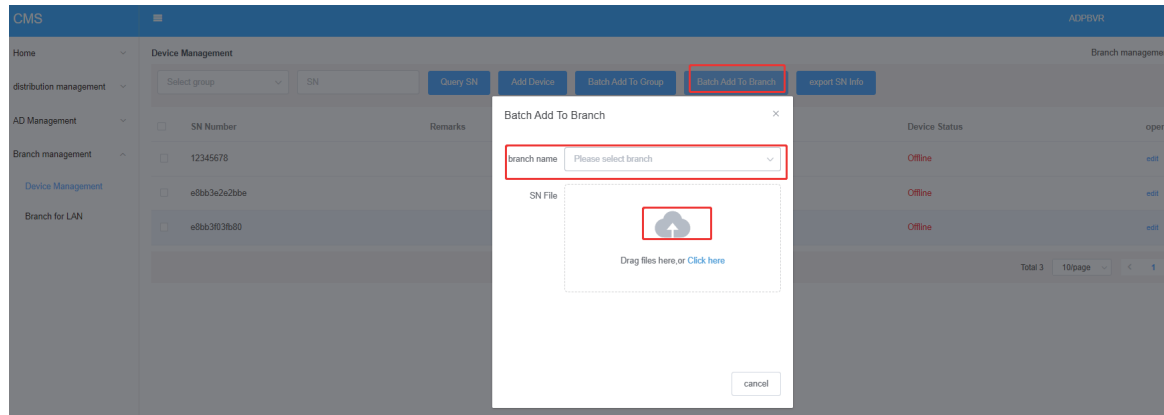 CMS
ADPBVR
Home
Device Management
Branch manageme
distribution management
Select group
SN
Query SN
Add Device
Batch Add To Group
Batch Add To Branch
export SN Info
AD Management
Branch management
Device Management
Branch for LAN
SN Number
Remarks
Device Status
oper
12345678
Offline
edit
e8bb3e2e2bbe
Offline
edit
e8bb3f83fb80
Offline
edit
Total 3
10/page
1
Batch Add To Branch
branch name
Please select branch
SN File
Drag files here,or Click here
cancel